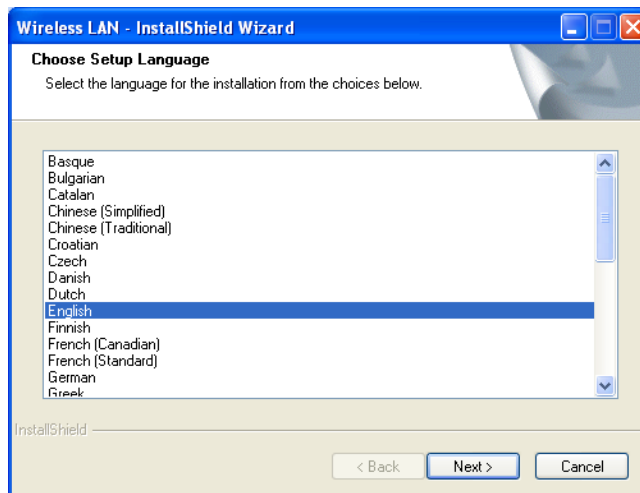 Wireless LAN - InstallShield Wizard
Choose Setup Language
Select the language for the installation from the choices below.
Basque
Bulgarian
Catalan
Chinese (Simplified)
Chinese (Traditional)
Croatian
Czech
Danish
Dutch
English
Finnish
French (Canadian)
French (Standard)
German
Greek
InstallShield
< Back
Next >
Cancel